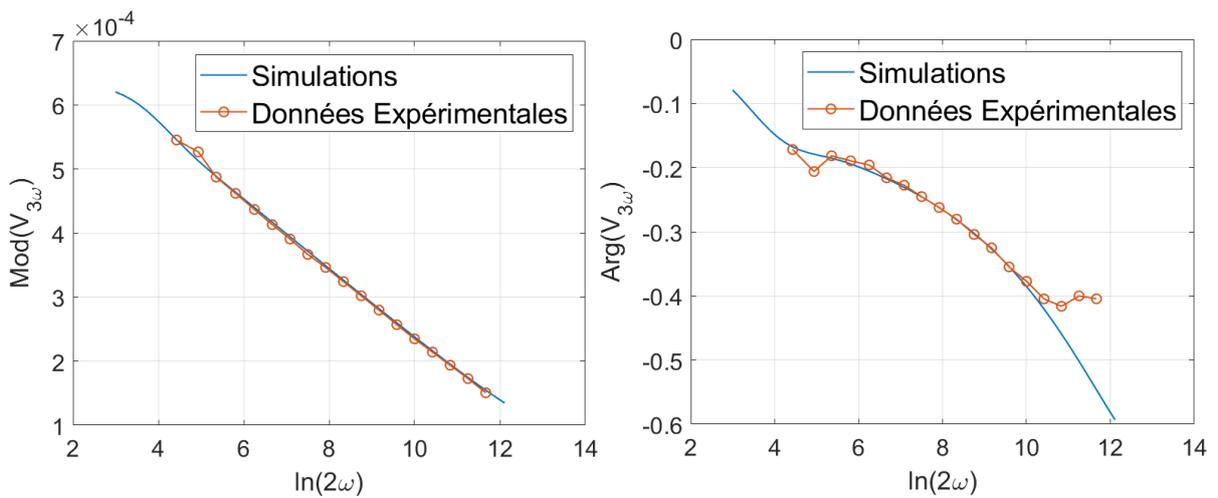 ×10⁻⁴
7
6
5
4
3
2
1
Mod(V₃ω)
Simulations
Données Expérimentales
2 4 6 8 10 12 14
ln(2ω)
0
-0.1
-0.2
-0.3
-0.4
-0.5
-0.6
Arg(V₃ω)
Simulations
Données Expérimentales
2 4 6 8 10 12 14
ln(2ω)